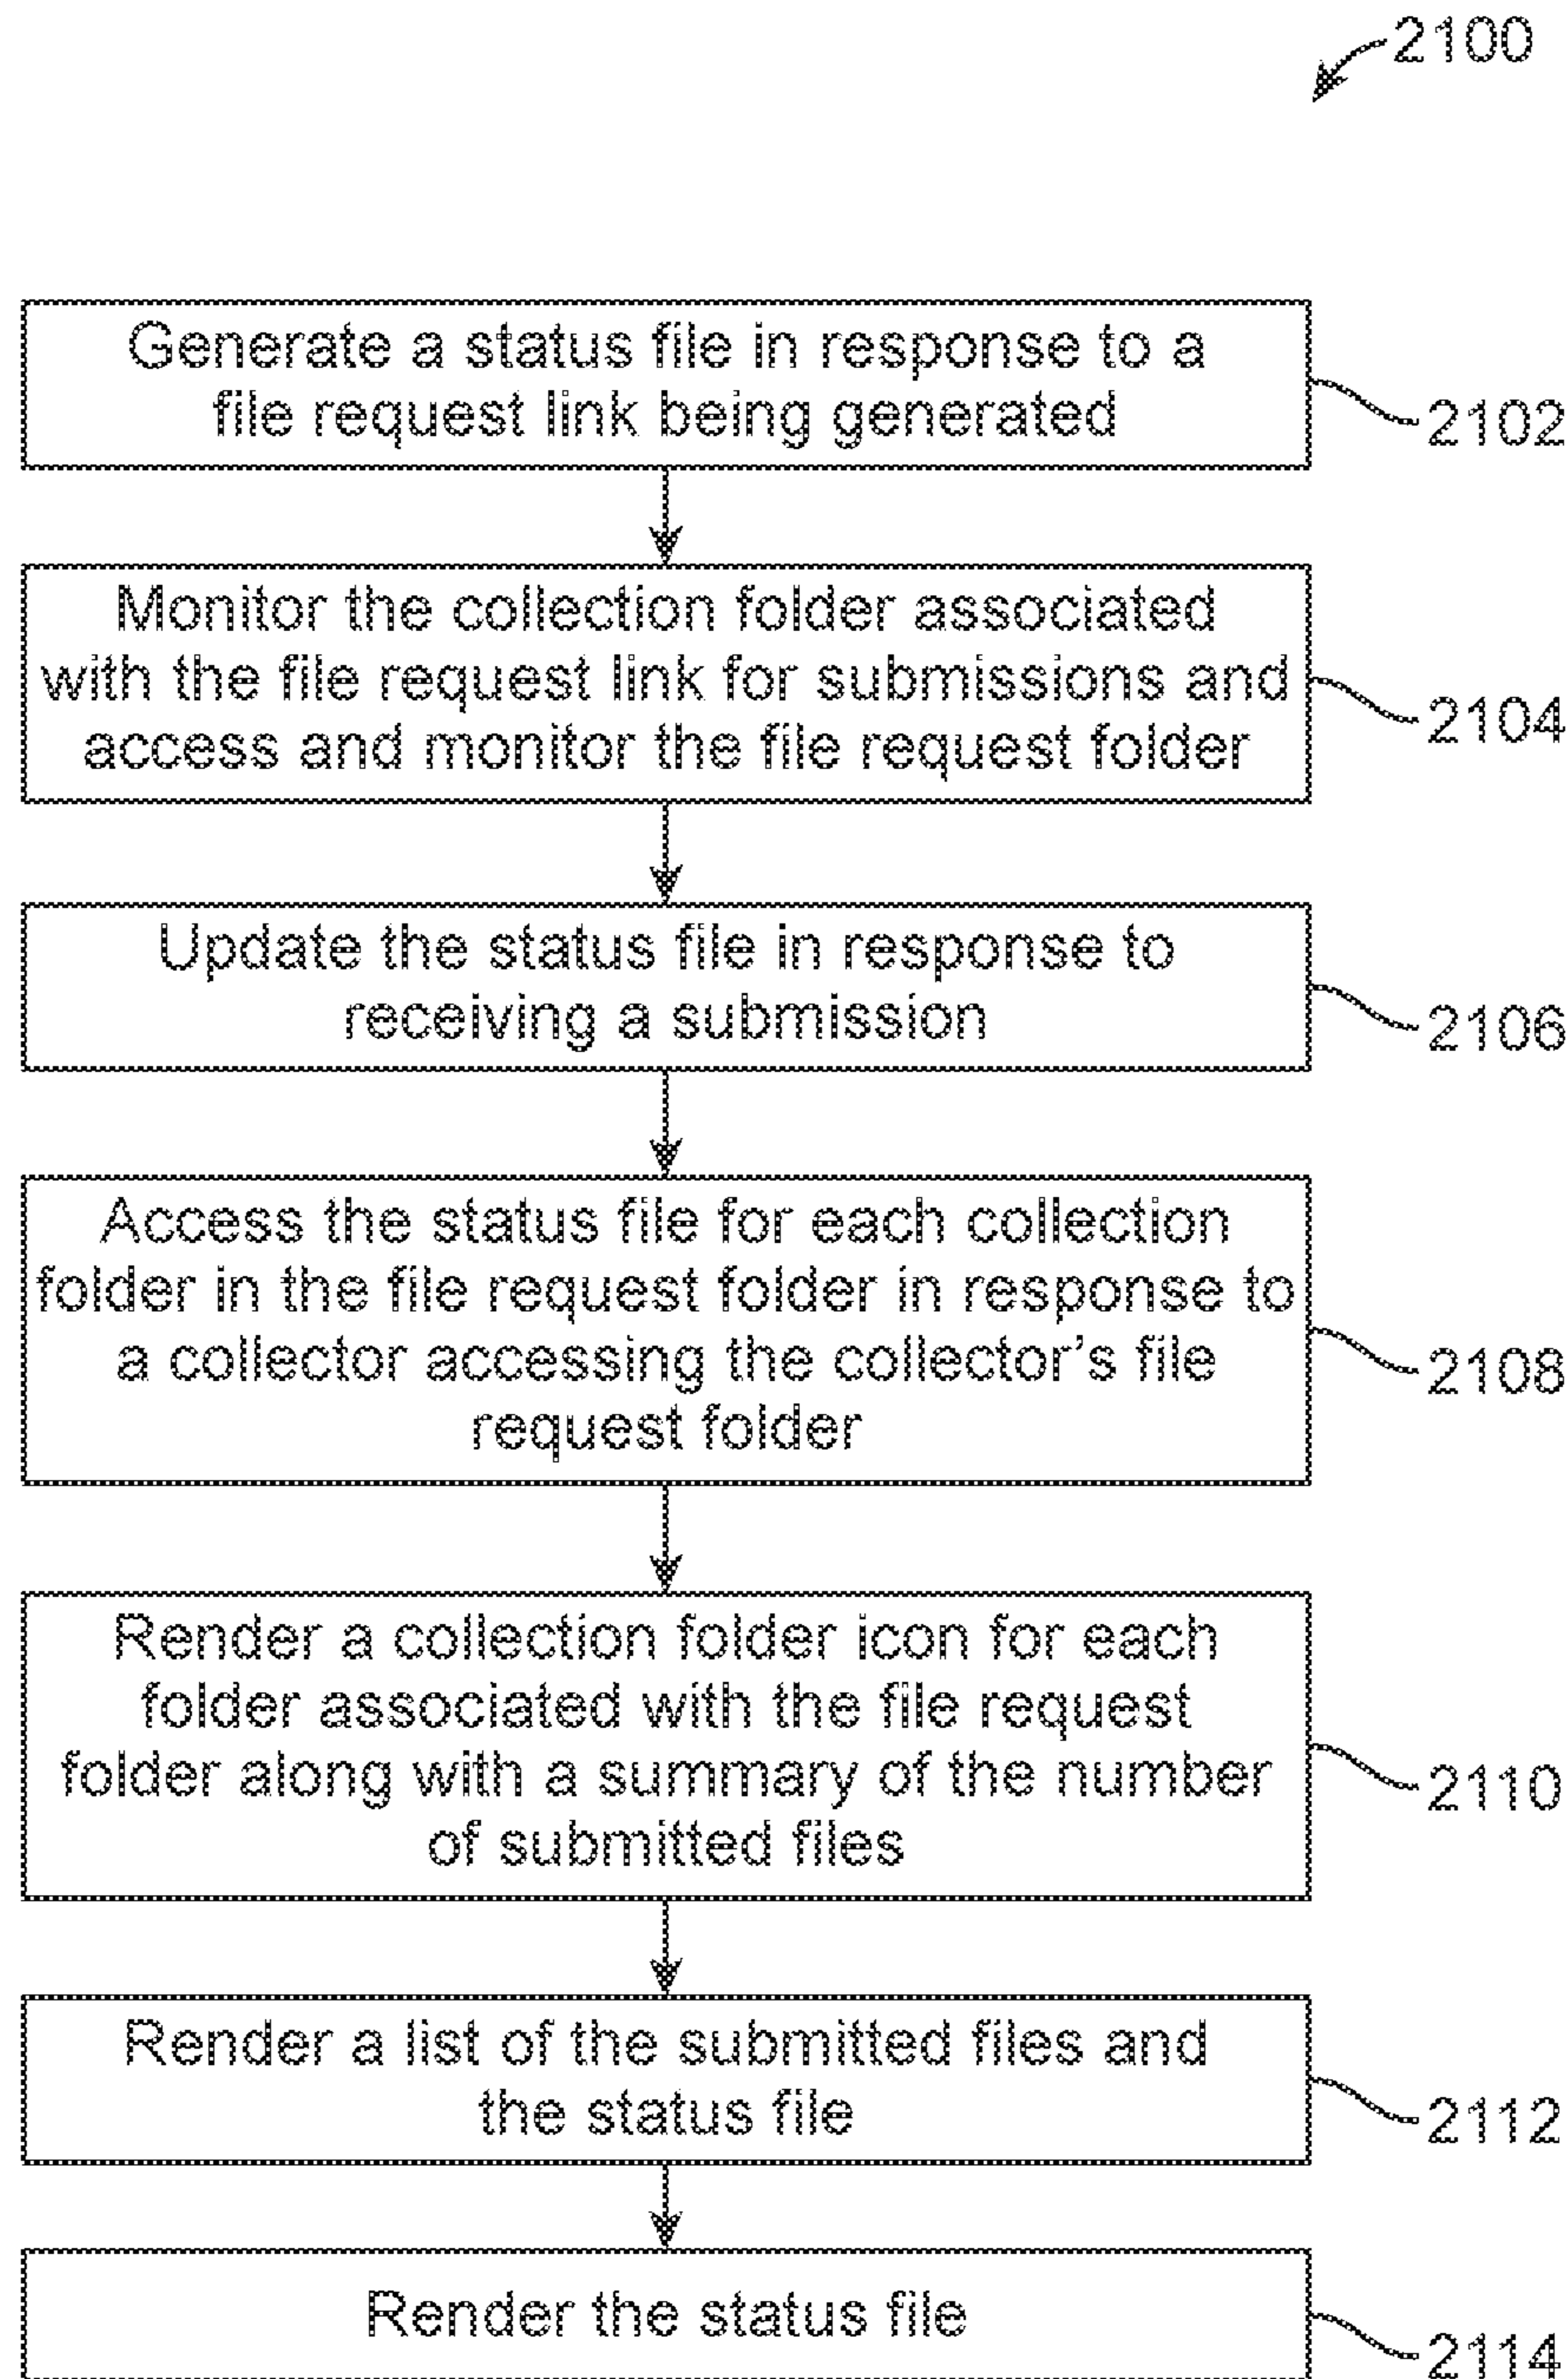 2100
Generate a status file in response to a
file request link being generated
2102
Monitor the collection folder associated
with the file request link for submissions and
access and monitor the file request folder
2104
Update the status file in response to
receiving a submission
2106
Access the status file for each collection
folder in the file request folder in response to
a collector accessing the collector's file
request folder
2108
Render a collection folder icon for each
folder associated with the file request
folder along with a summary of the number
of submitted files
2110
Render a list of the submitted files and
the status file
2112
Render the status file
2114